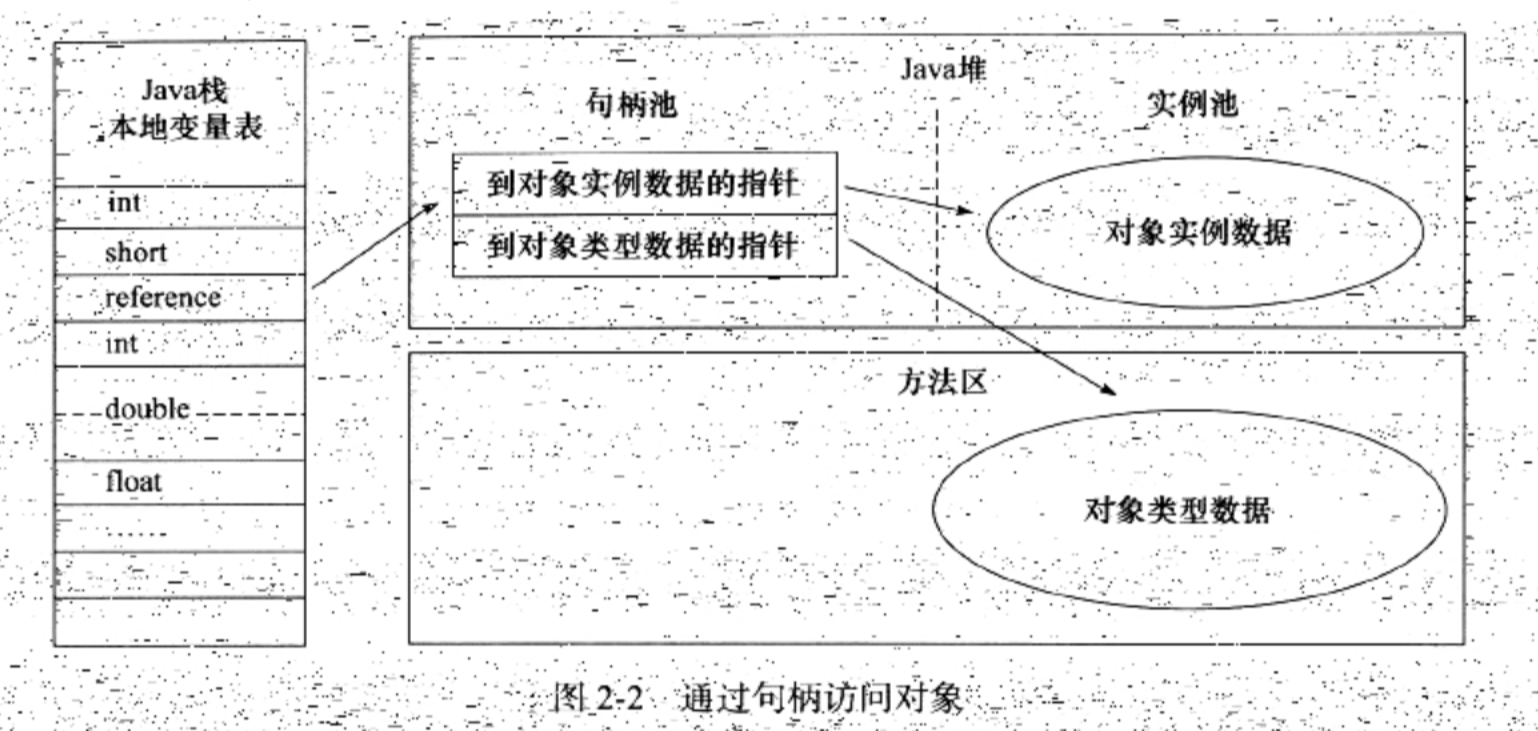 Java栈
本地变量表
int
short
reference
int
double
float
……
Java堆
句柄池
实例池
到对象实例数据的指针
到对象类型数据的指针
对象实例数据
方法区
对象类型数据
图 2-2 通过句柄访问对象